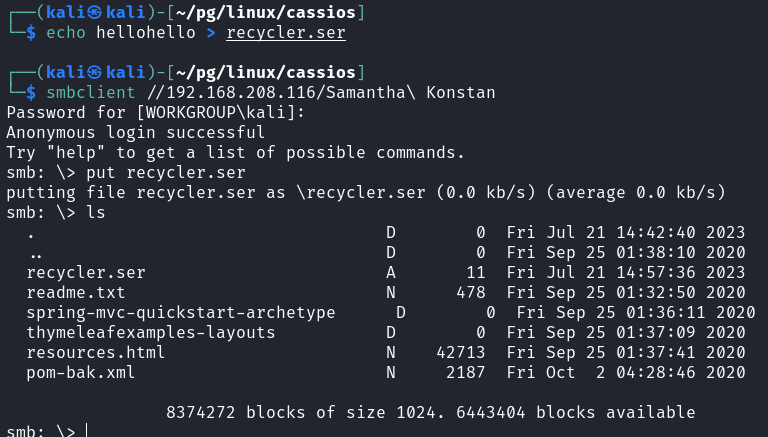 ┌──(kali㉿kali)-[~/pg/linux/cassios]
└─$ echo hellohello > recycler.ser
┌──(kali㉿kali)-[~/pg/linux/cassios]
└─$ smbclient //192.168.208.116/Samantha\ Konstan
Password for [WORKGROUP\kali]:
Anonymous login successful
Try "help" to get a list of possible commands.
smb: \> put recycler.ser
putting file recycler.ser as \recycler.ser (0.0 kb/s) (average 0.0 kb/s)
smb: \> ls
  .                                   D        0  Fri Jul 21 14:42:40 2023
  ..                                  D        0  Fri Sep 25 01:38:10 2020
  recycler.ser                        A       11  Fri Jul 21 14:57:36 2023
  readme.txt                          N      478  Fri Sep 25 01:32:50 2020
  spring-mvc-quickstart-archetype      D        0  Fri Sep 25 01:36:11 2020
  thymeleafexamples-layouts           D        0  Fri Sep 25 01:37:09 2020
  resources.html                      N    42713  Fri Sep 25 01:37:41 2020
  pom-bak.xml                         N     2187  Fri Oct  2 04:28:46 2020
                8374272 blocks of size 1024. 6443404 blocks available
smb: \>